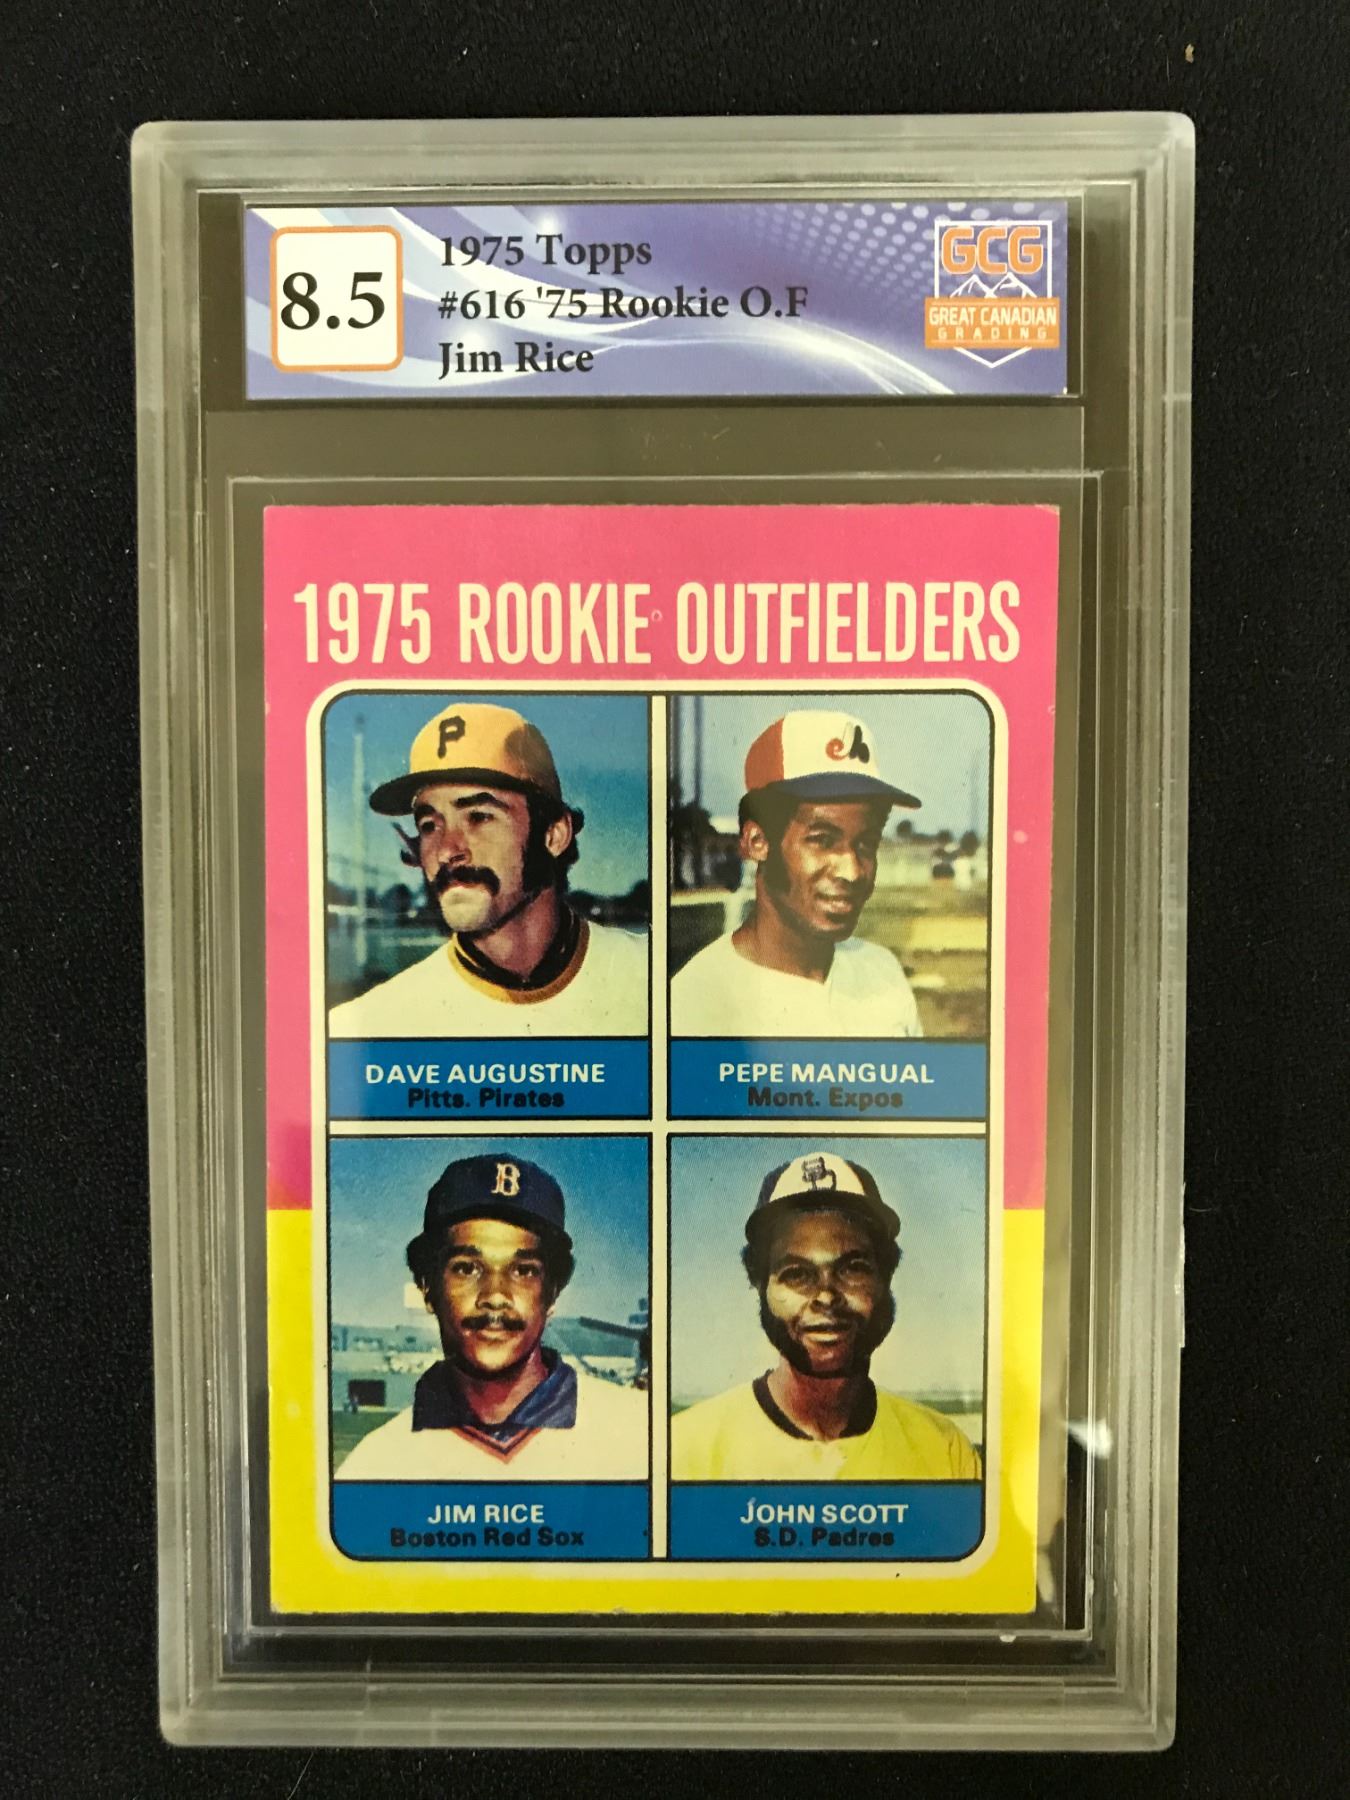 8.5
1975 Topps
#616 '75 Rookie O.F
Jim Rice
GCG
GREAT CANADIAN
GRADING
1975 ROOKIE OUTFIELDERS
P
DAVE AUGUSTINE
Pitts. Pirates
PEPE MANGUAL
Mont. Expos
B
JIM RICE
Boston Red Sox
JOHN SCOTT
S.D. Padres